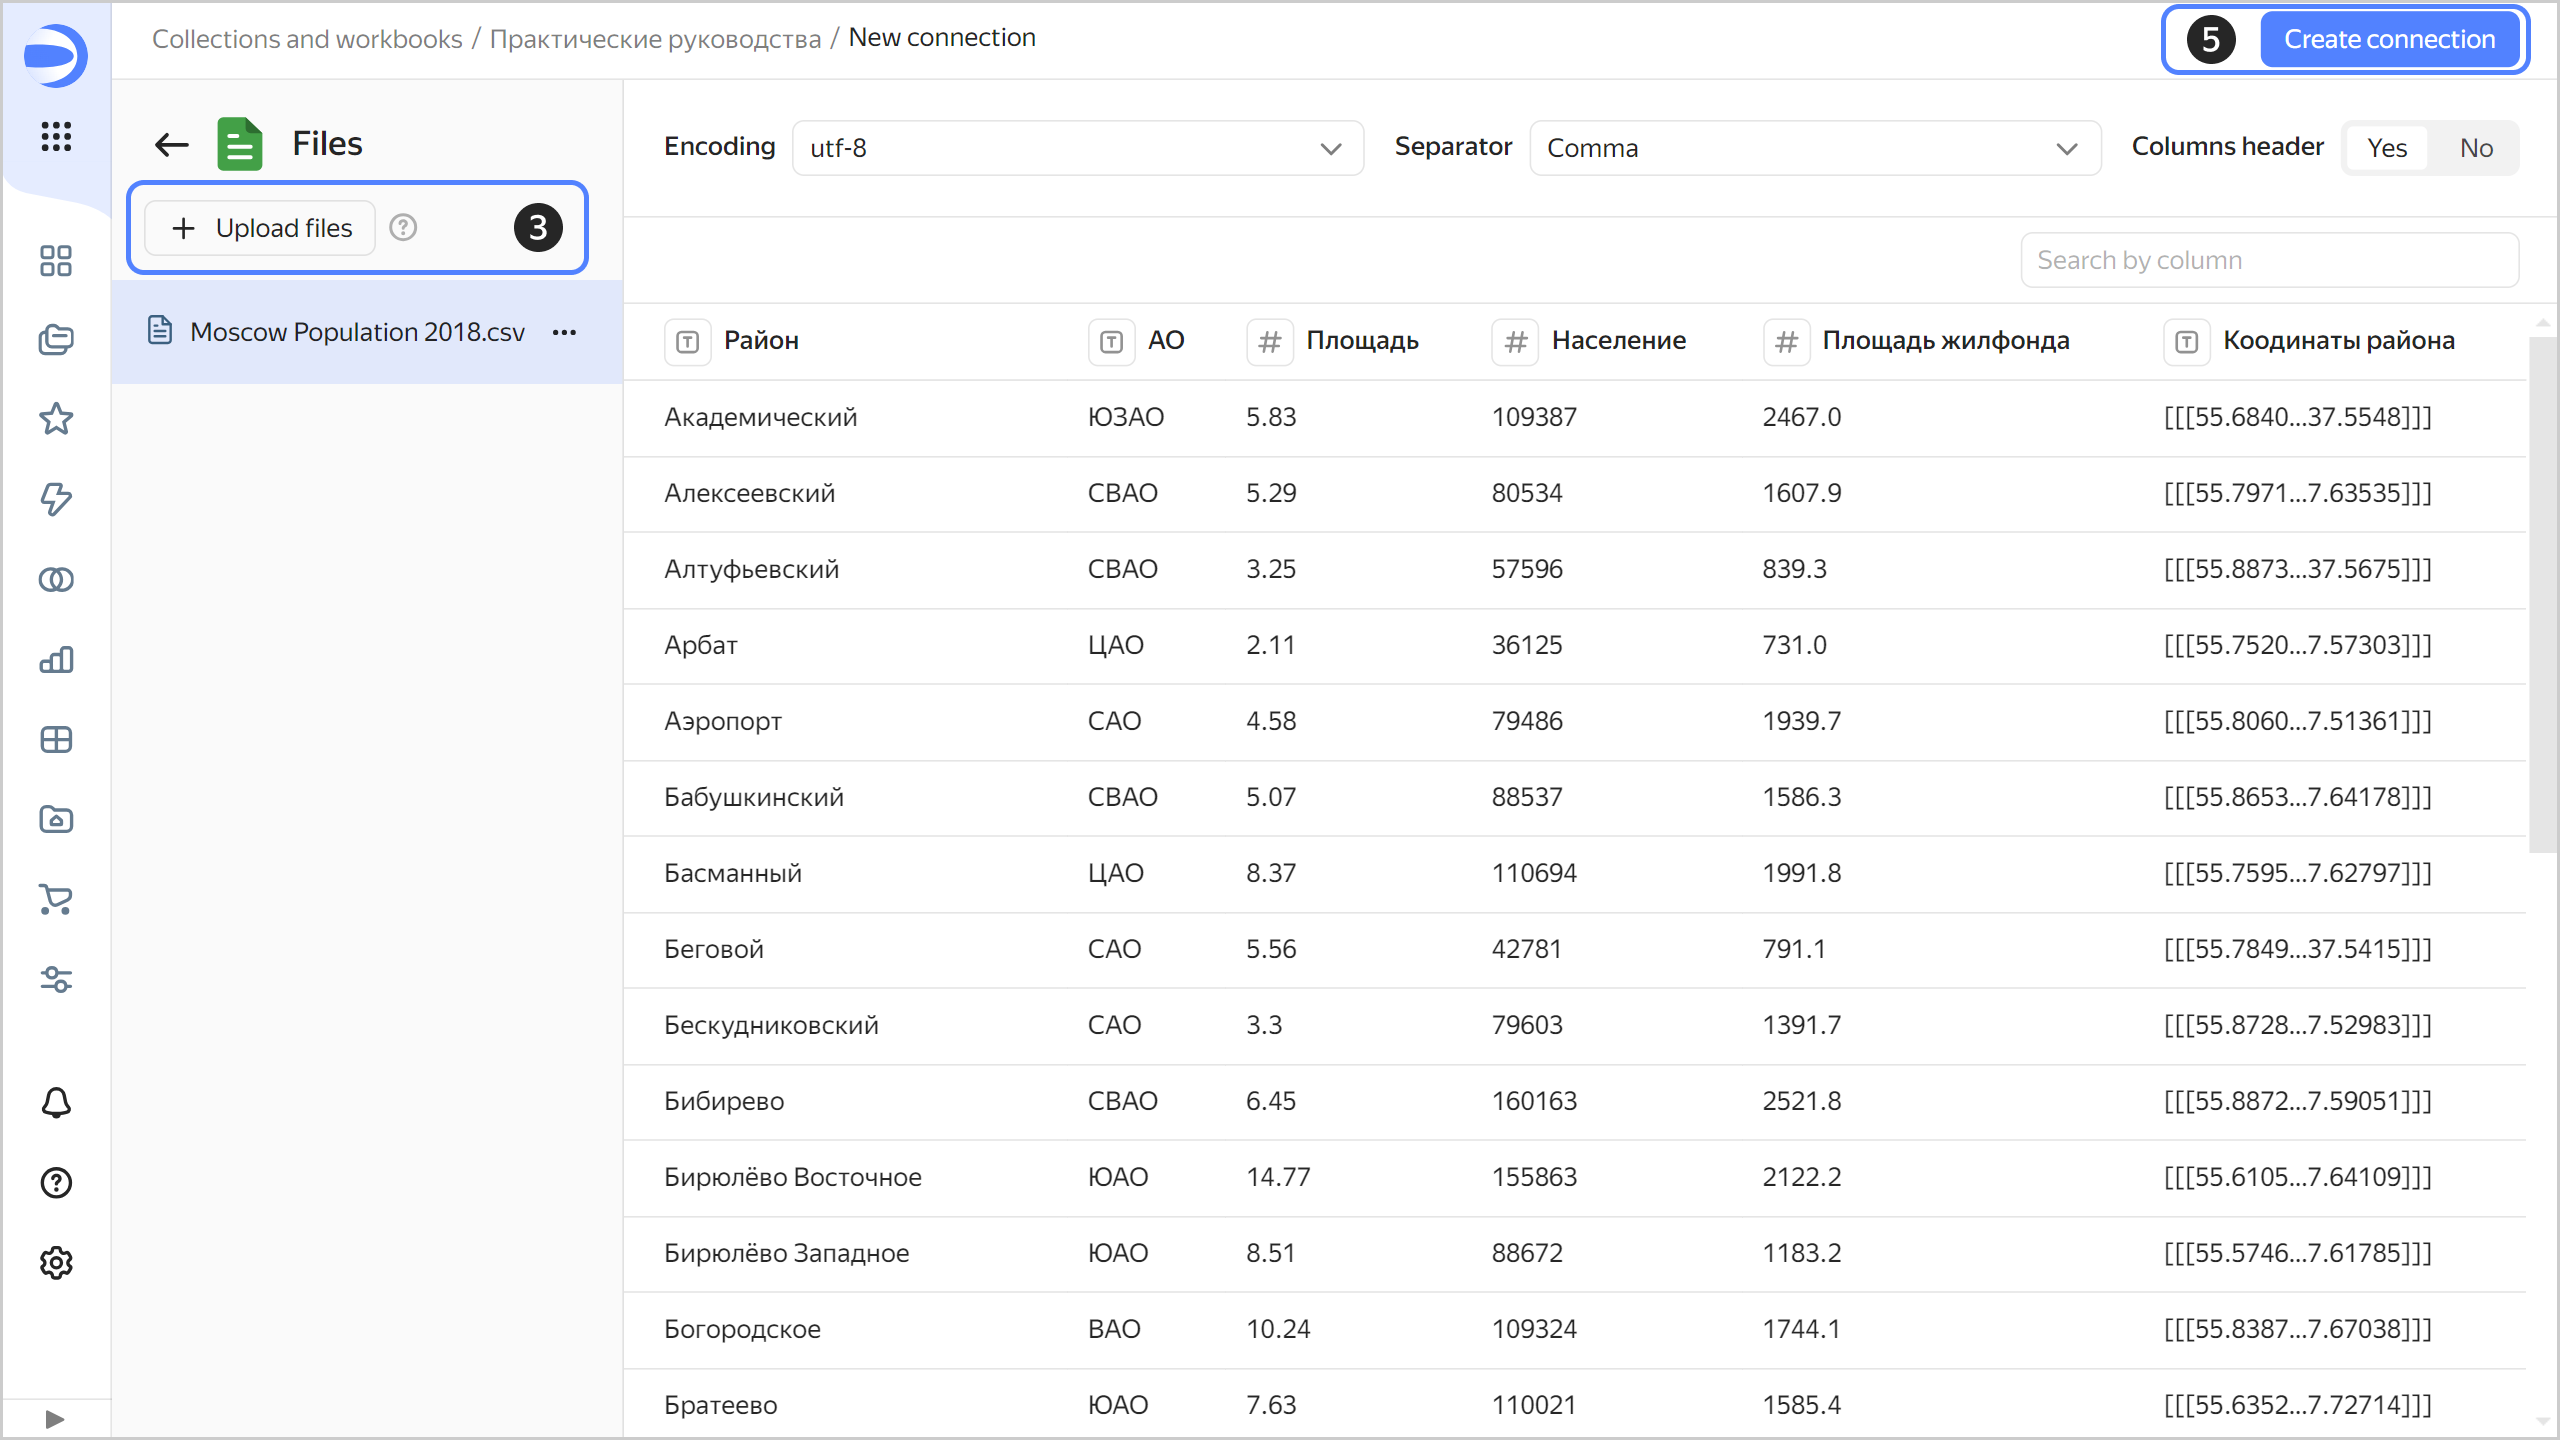 Collections and workbooks / Практические руководства / New connection
5 Create connection
Files
Encoding utf-8 Separator Comma Columns header Yes No
+ Upload files ? 3
Search by column
Moscow Population 2018.csv ...
Район АО # Площадь # Население # Площадь жилфонда Коодинаты района
Академический ЮЗАО 5.83 109387 2467.0 [[[55.6840...37.5548]]]
Алексеевский СВАО 5.29 80534 1607.9 [[[55.7971...7.63535]]]
Алтуфьевский СВАО 3.25 57596 839.3 [[[55.8873...37.5675]]]
Арбат ЦАО 2.11 36125 731.0 [[[55.7520...7.57303]]]
Аэропорт САО 4.58 79486 1939.7 [[[55.8060...7.51361]]]
Бабушкинский СВАО 5.07 88537 1586.3 [[[55.8653...7.64178]]]
Басманный ЦАО 8.37 110694 1991.8 [[[55.7595...7.62797]]]
Беговой САО 5.56 42781 791.1 [[[55.7849...37.5415]]]
Бескудниковский САО 3.3 79603 1391.7 [[[55.8728...7.52983]]]
Бибирево СВАО 6.45 160163 2521.8 [[[55.8872...7.59051]]]
Бирюлёво Восточное ЮАО 14.77 155863 2122.2 [[[55.6105...7.64109]]]
Бирюлёво Западное ЮАО 8.51 88672 1183.2 [[[55.5746...7.61785]]]
Богородское ВАО 10.24 109324 1744.1 [[[55.8387...7.67038]]]
Братеево ЮАО 7.63 110021 1585.4 [[[55.6352...7.72714]]]